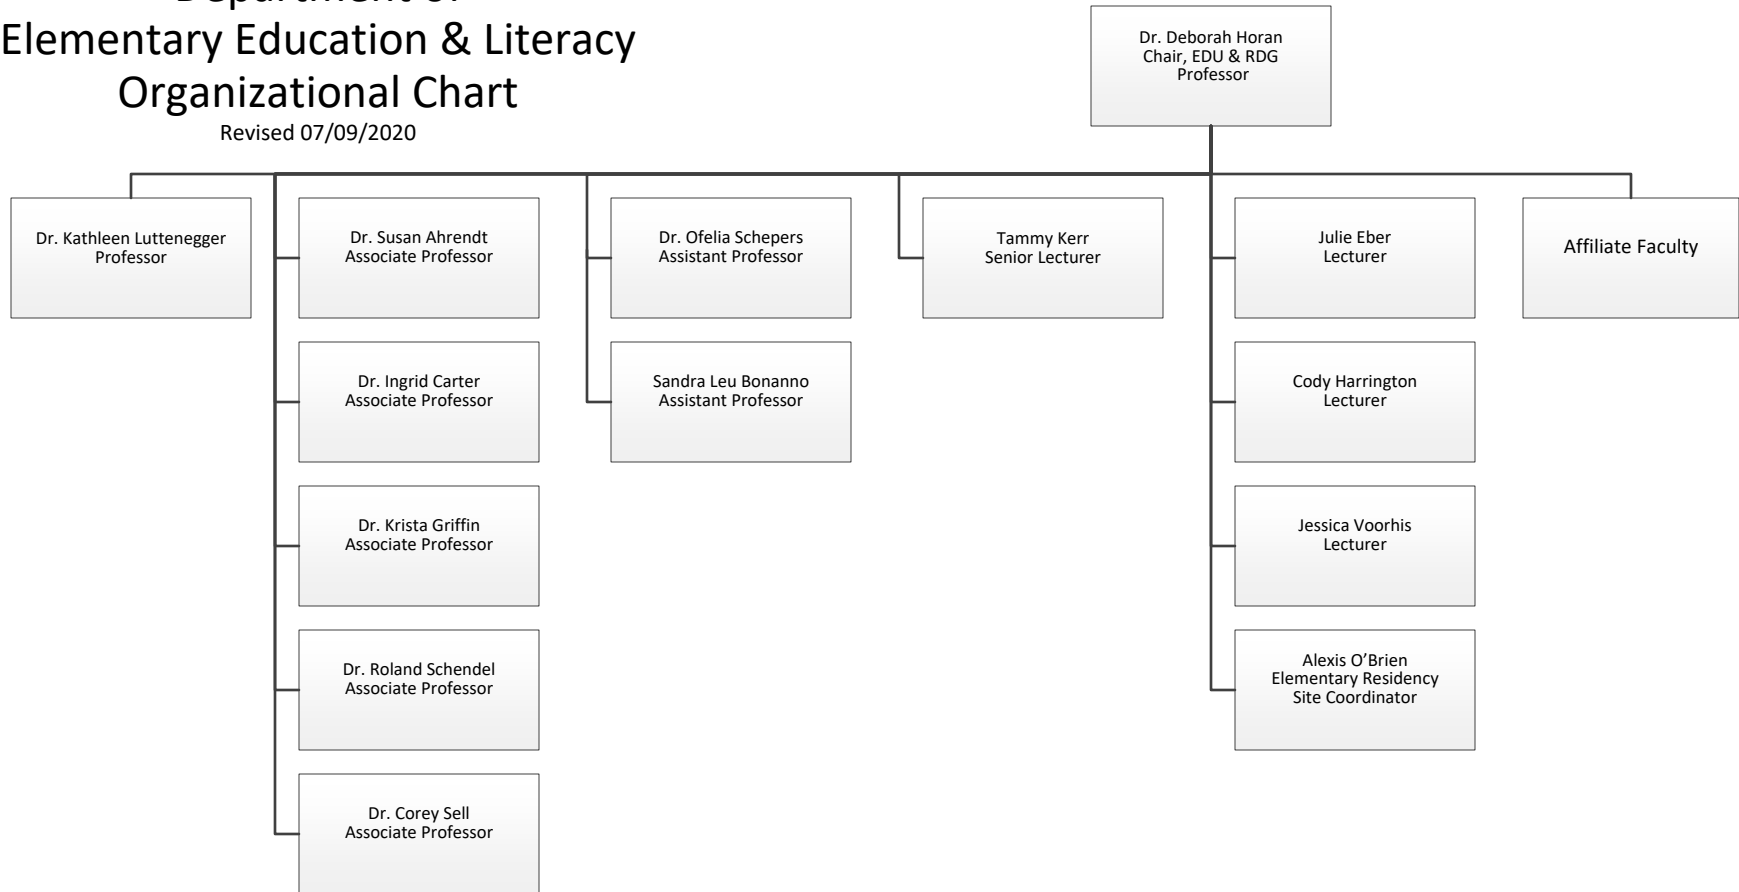 Department of
Elementary Education & Literacy
Organizational Chart
Revised 07/09/2020
Dr. Deborah Horan
Chair, EDU & RDG
Professor
Dr. Kathleen Luttenegger
Professor
Dr. Susan Ahrendt
Associate Professor
Dr. Ofelia Schepers
Assistant Professor
Tammy Kerr
Senior Lecturer
Julie Eber
Lecturer
Affiliate Faculty
Dr. Ingrid Carter
Associate Professor
Sandra Leu Bonanno
Assistant Professor
Cody Harrington
Lecturer
Dr. Krista Griffin
Associate Professor
Jessica Voorhis
Lecturer
Dr. Roland Schendel
Associate Professor
Alexis O’Brien
Elementary Residency
Site Coordinator
Dr. Corey Sell
Associate Professor